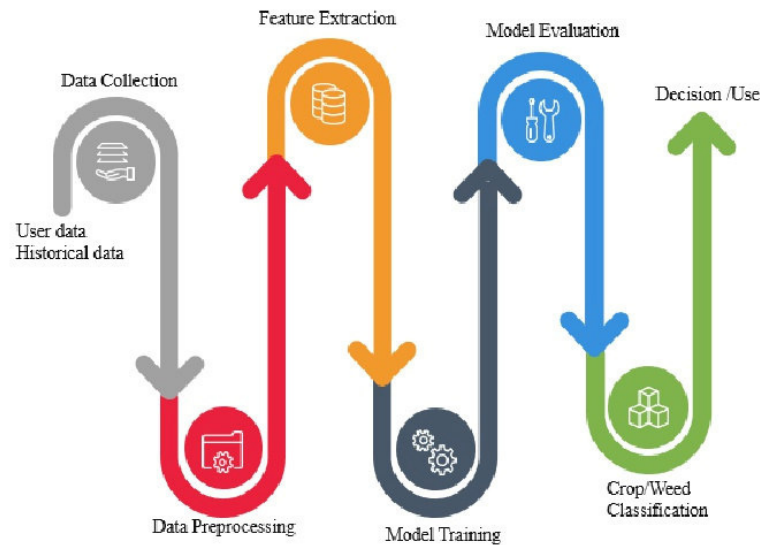 Feature Extraction
Model Evaluation
Data Collection
Decision /Use
User data
Historical data
Data Preprocessing
Model Training
Crop/Weed
Classification